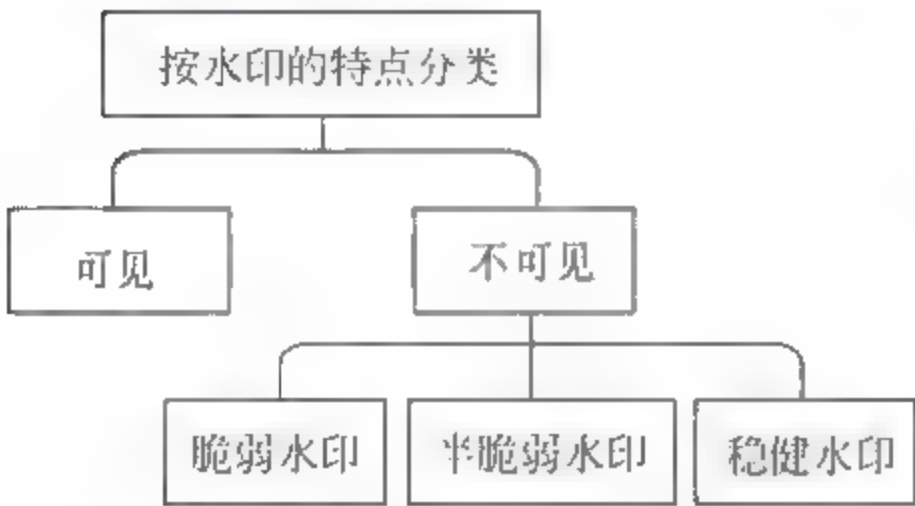 按水印的特点分类
可见
不可见
脆弱水印
半脆弱水印
稳健水印